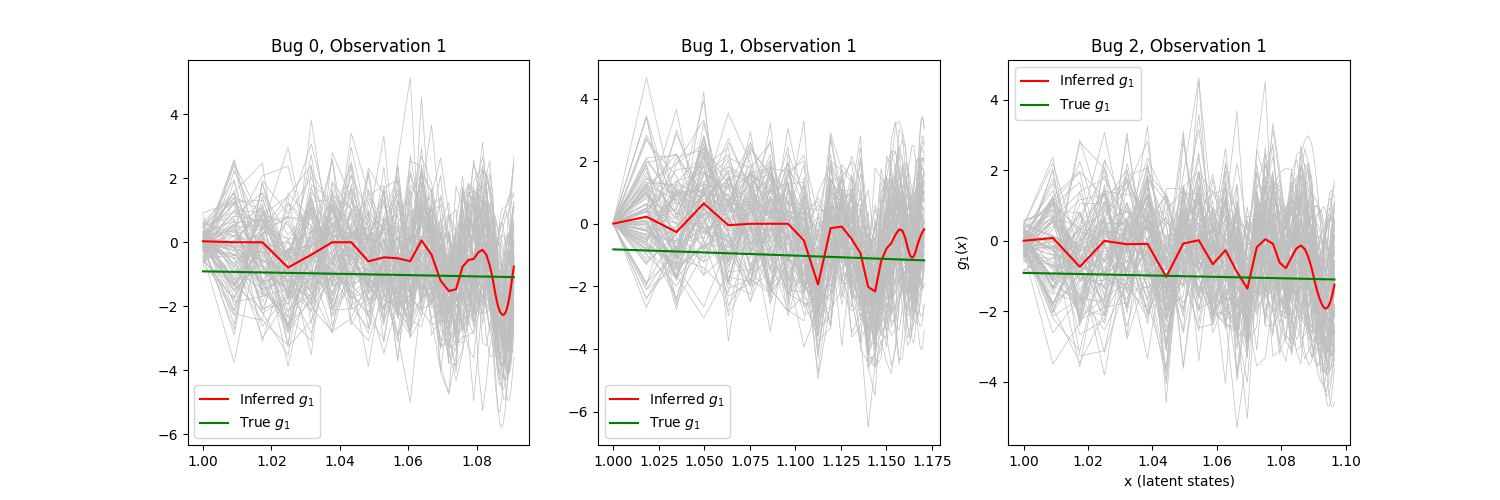 Bug 0, Observation 1
4
2
0
−2
−4
−6
1.00 1.02 1.04 1.06 1.08
Inferred g₁
True g₁
Bug 1, Observation 1
4
2
0
−2
−4
−6
1.000 1.025 1.050 1.075 1.100 1.125 1.150 1.175
Inferred g₁
True g₁
Bug 2, Observation 1
Inferred g₁
True g₁
g₁(x)
4
2
0
−2
−4
1.00 1.02 1.04 1.06 1.08 1.10
x (latent states)